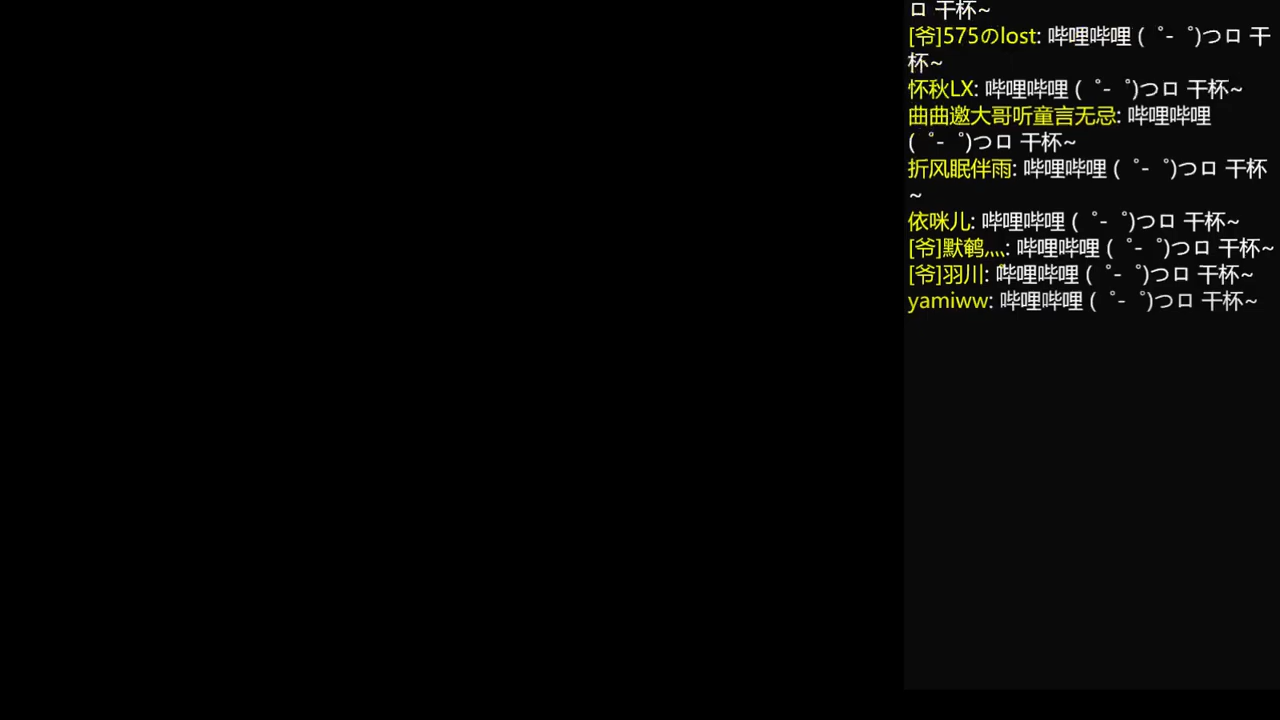 ロ 干杯~
[爷]575のlost: 哔哩哔哩 (゜-゜)つロ 干
杯~
怀秋LX: 哔哩哔哩 (゜-゜)つロ 干杯~
曲曲邀大哥听童言无忌: 哔哩哔哩
(゜-゜)つロ 干杯~
折风眠伴雨: 哔哩哔哩 (゜-゜)つロ 干杯
~
依咪儿: 哔哩哔哩 (゜-゜)つロ 干杯~
[爷]默鹌灬: 哔哩哔哩 (゜-゜)つロ 干杯~
[爷]羽川: 哔哩哔哩 (゜-゜)つロ 干杯~
yamiww: 哔哩哔哩 (゜-゜)つロ 干杯~